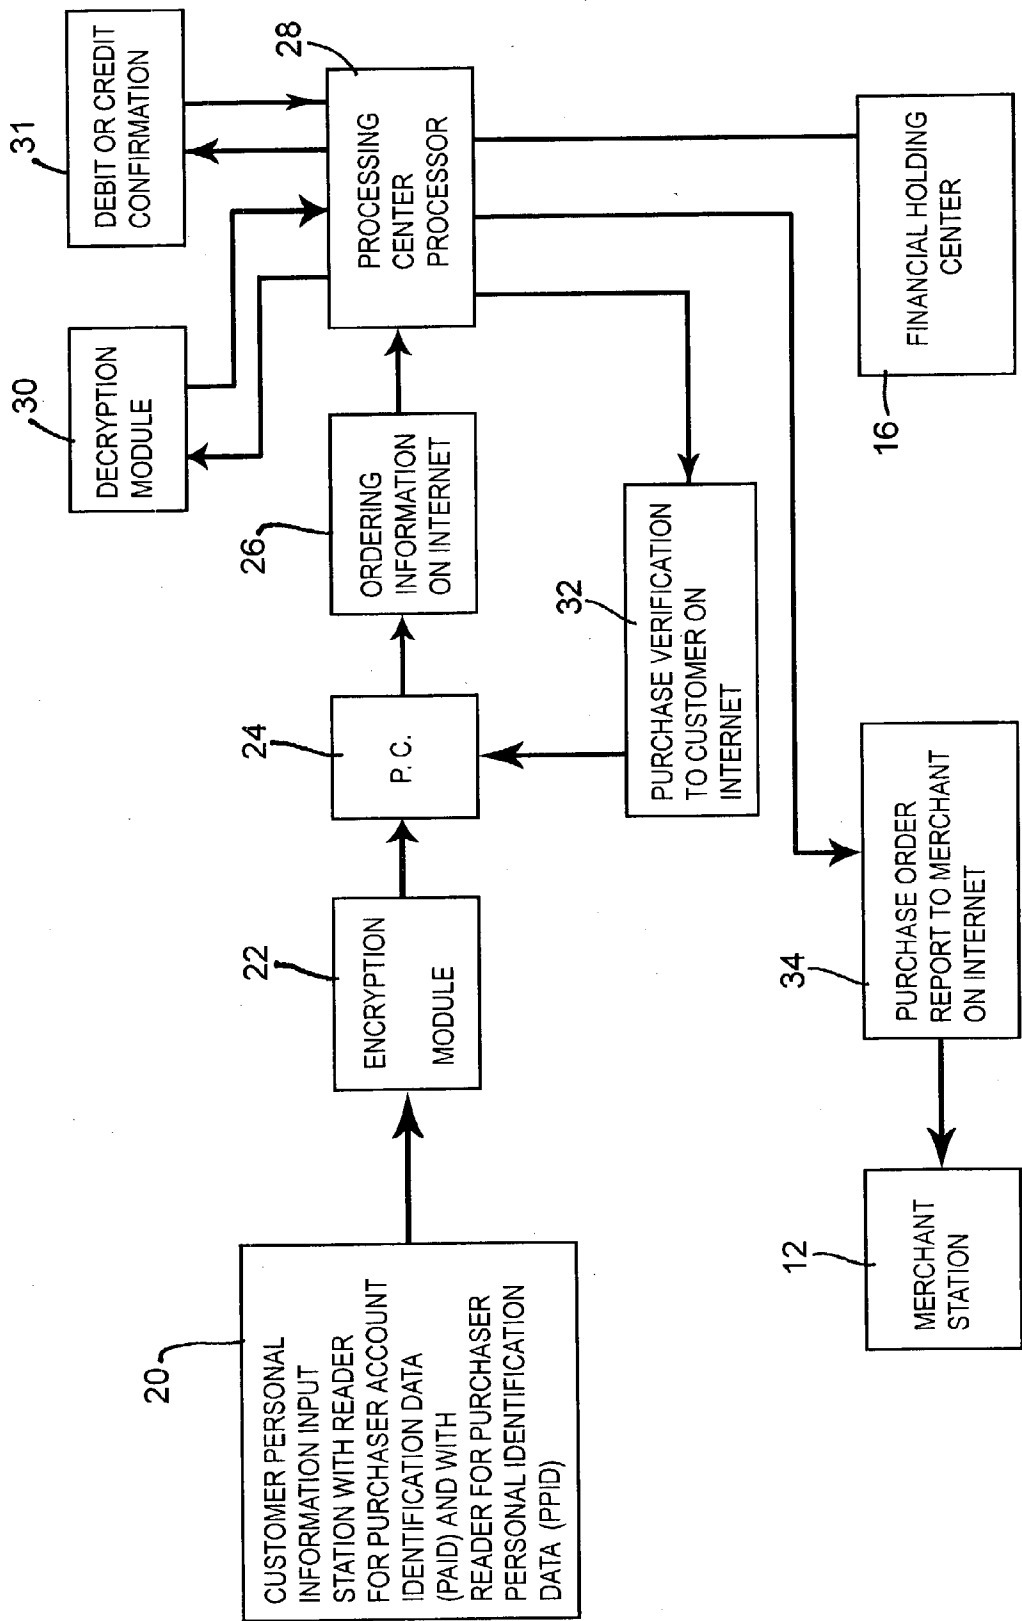 31
DEBIT OR CREDIT
CONFIRMATION
30
DECRYPTION
MODULE
28
PROCESSING
CENTER
PROCESSOR
26
ORDERING
INFORMATION
ON INTERNET
24
P.C.
22
ENCRYPTION
MODULE
20
CUSTOMER PERSONAL
INFORMATION INPUT
STATION WITH READER
FOR PURCHASER ACCOUNT
IDENTIFICATION DATA
(PAID) AND WITH
READER FOR PURCHASER
PERSONAL IDENTIFICATION
DATA (PPID)
32
PURCHASE VERIFICATION
TO CUSTOMER ON
INTERNET
16
FINANCIAL HOLDING
CENTER
34
PURCHASE ORDER
REPORT TO MERCHANT
ON INTERNET
12
MERCHANT
STATION